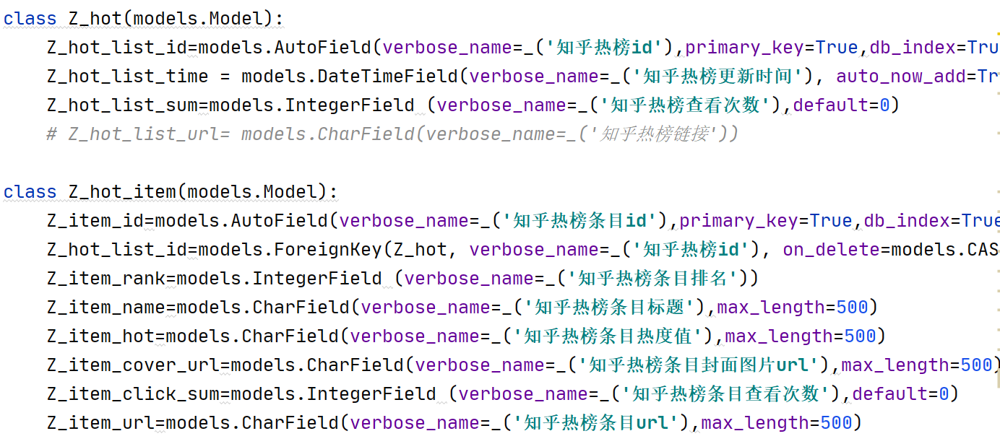 class Z_hot(models.Model):
    Z_hot_list_id=models.AutoField(verbose_name=_('知乎热榜id'),primary_key=True,db_index=Tru
    Z_hot_list_time = models.DateTimeField(verbose_name=_('知乎热榜更新时间'), auto_now_add=Tr
    Z_hot_list_sum=models.IntegerField (verbose_name=_('知乎热榜查看次数'),default=0)
    # Z_hot_list_url= models.CharField(verbose_name=_('知乎热榜链接'))
class Z_hot_item(models.Model):
    Z_item_id=models.AutoField(verbose_name=_('知乎热榜条目id'),primary_key=True,db_index=True
    Z_hot_list_id=models.ForeignKey(Z_hot, verbose_name=_('知乎热榜id'), on_delete=models.CAS
    Z_item_rank=models.IntegerField (verbose_name=_('知乎热榜条目排名'))
    Z_item_name=models.CharField(verbose_name=_('知乎热榜条目标题'),max_length=500)
    Z_item_hot=models.CharField(verbose_name=_('知乎热榜条目热度值'),max_length=500)
    Z_item_cover_url=models.CharField(verbose_name=_('知乎热榜条目封面图片url'),max_length=500)
    Z_item_click_sum=models.IntegerField (verbose_name=_('知乎热榜条目查看次数'),default=0)
    Z_item_url=models.CharField(verbose_name=_('知乎热榜条目url'),max_length=500)